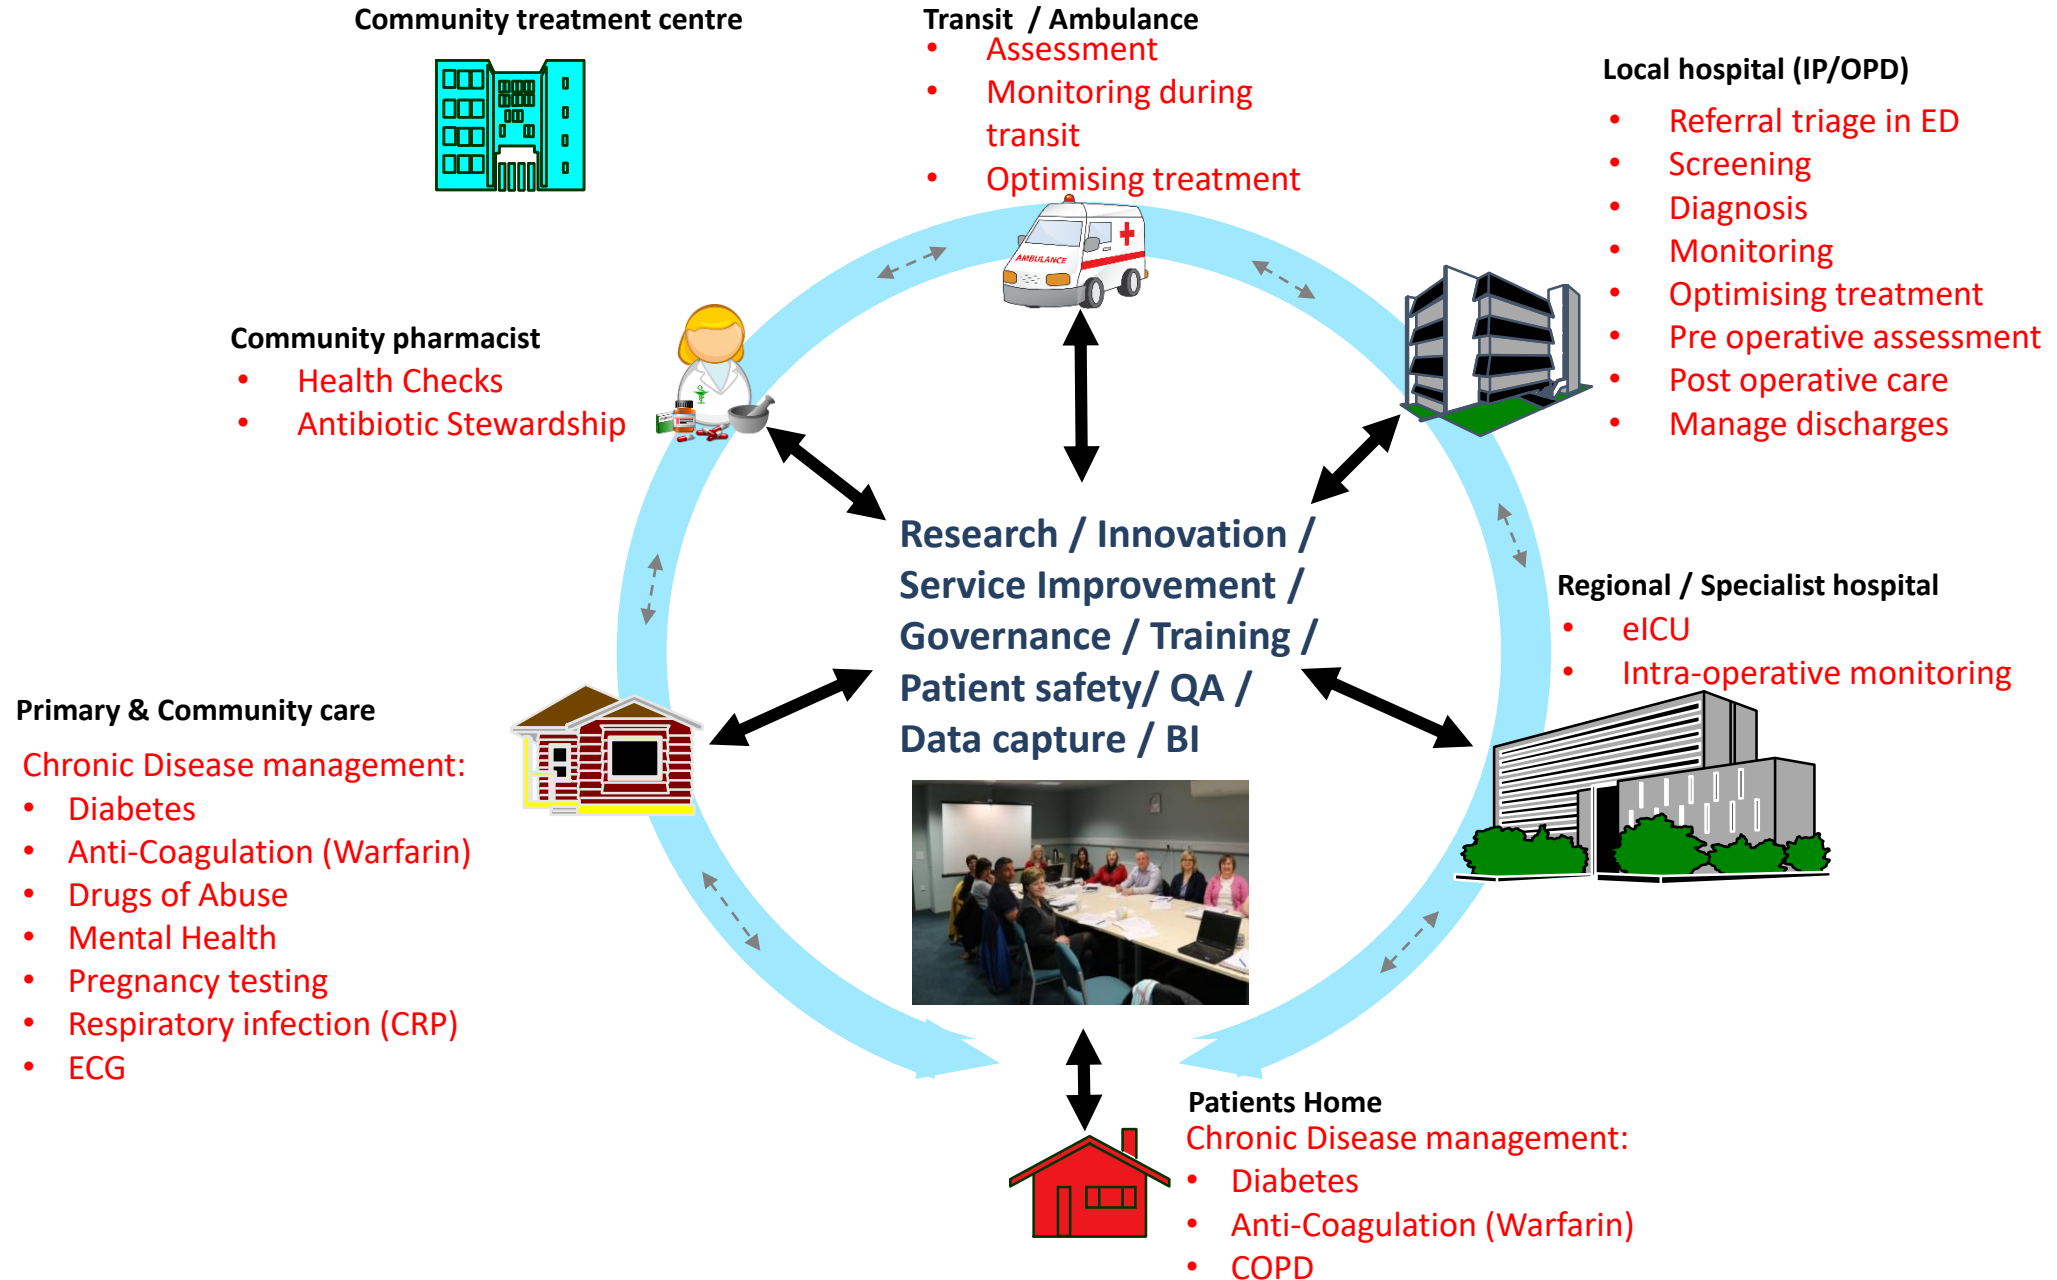 Community treatment centre
Transit  / Ambulance
• Assessment
• Monitoring during
transit
• Optimising treatment
AMBULANCE
Local hospital (IP/OPD)
• Referral triage in ED
• Screening
• Diagnosis
• Monitoring
• Optimising treatment
• Pre operative assessment
• Post operative care
• Manage discharges
Community pharmacist
• Health Checks
• Antibiotic Stewardship
Research / Innovation /
Service Improvement /
Governance / Training /
Patient safety/ QA /
Data capture / BI
Regional / Specialist hospital
• eICU
• Intra-operative monitoring
Primary & Community care
Chronic Disease management:
• Diabetes
• Anti-Coagulation (Warfarin)
• Drugs of Abuse
• Mental Health
• Pregnancy testing
• Respiratory infection (CRP)
• ECG
Patients Home
Chronic Disease management:
• Diabetes
• Anti-Coagulation (Warfarin)
• COPD